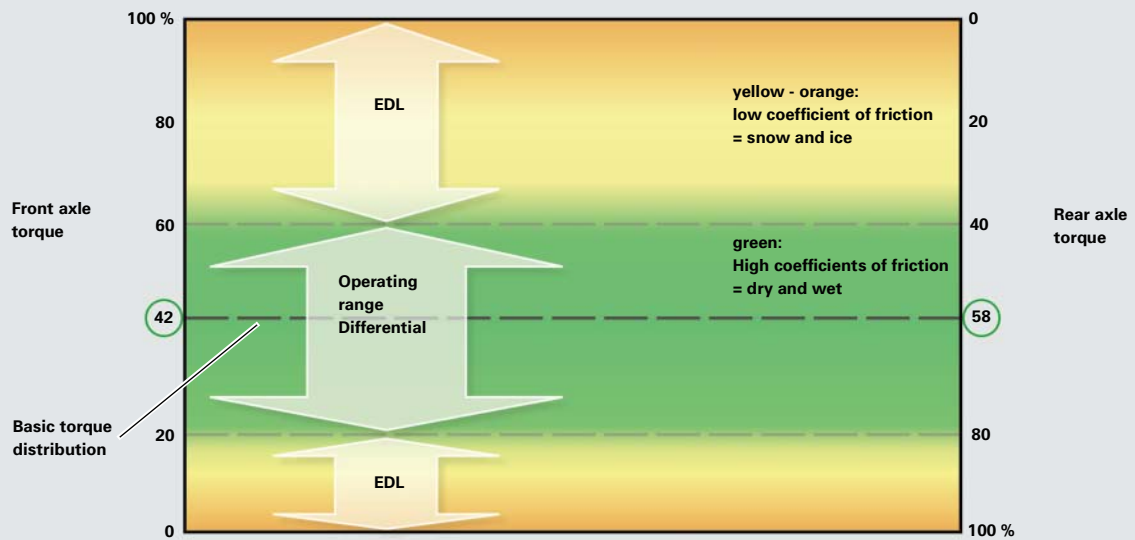 100 %
0
EDL
yellow - orange:
low coefficient of friction
= snow and ice
80
20
Front axle
torque
60
40
Rear axle
torque
green:
High coefficients of friction
= dry and wet
Operating
range
Differential
42
58
Basic torque
distribution
20
80
EDL
0
100 %